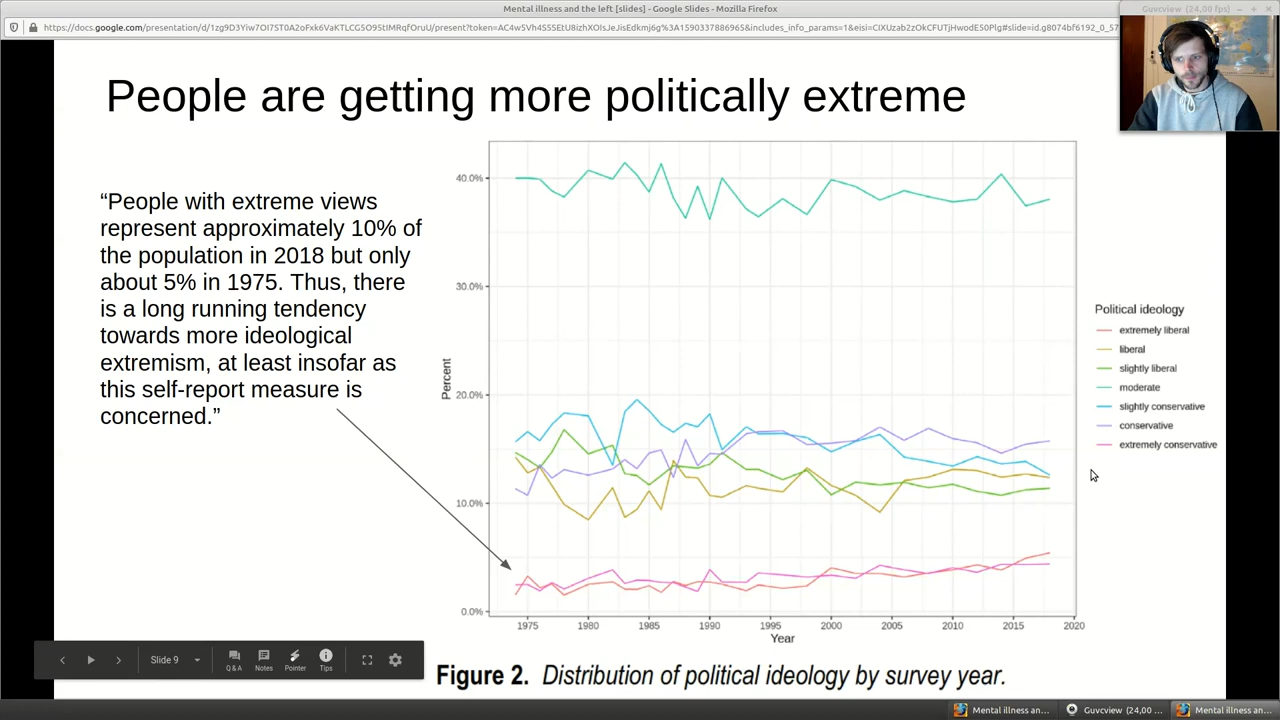 Mental illness and the left [slides] - Google Slides - Mozilla Firefox
Guvcview (24,00 fps)
People are getting more politically extreme
“People with extreme views
represent approximately 10% of
the population in 2018 but only
about 5% in 1975. Thus, there
is a long running tendency
towards more ideological
extremism, at least insofar as
this self-report measure is
concerned.”
40.0%
30.0%
20.0%
10.0%
0.0%
Percent
1975 1980 1985 1990 1995 2000 2005 2010 2015 2020
Year
Political ideology
extremely liberal
liberal
slightly liberal
moderate
slightly conservative
conservative
extremely conservative
Figure 2. Distribution of political ideology by survey year.
Slide 9
Q & A Notes Pointer Tips
Mental illness an... Guvcview (24,00 ... Mental illness an...